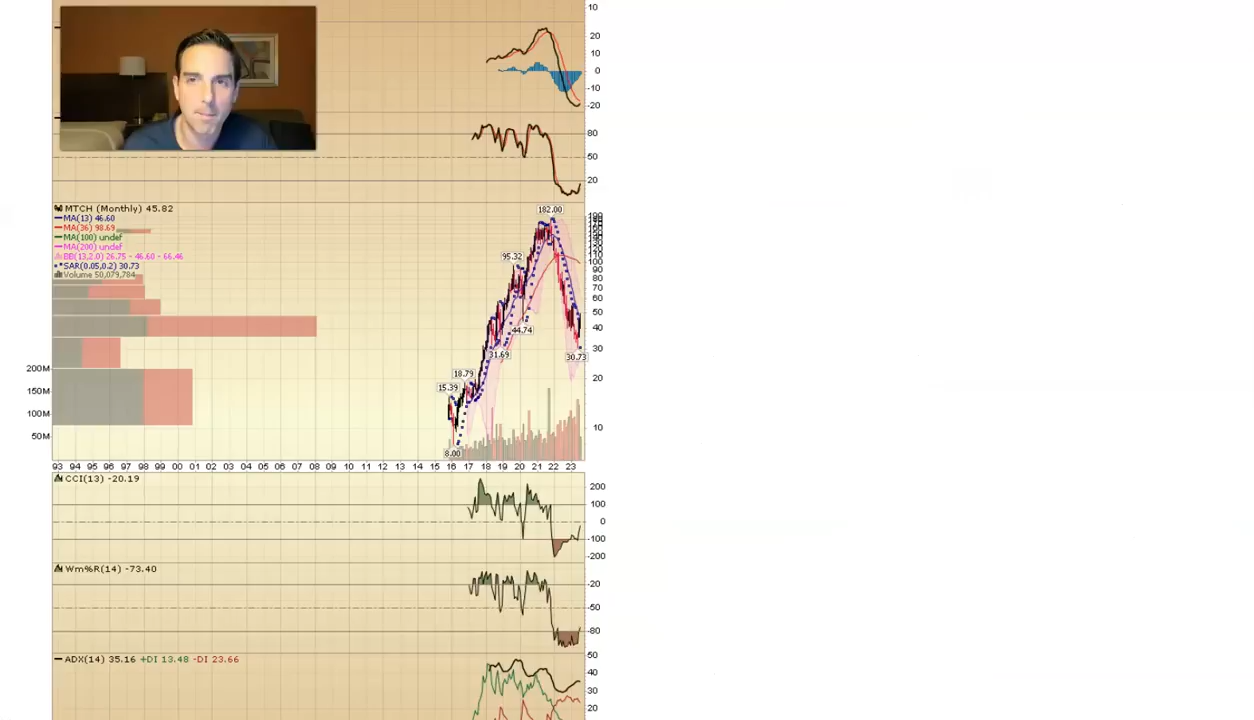 10
20
10
0
-10
-20
80
50
20
MTCH (Monthly) 45.82
MA(13) 46.60
MA(36) 98.69
MA(100) undef
MA(200) undef
BB(13,2.0) 26.75 - 46.60 - 66.46
SAR(0.05,0.2) 30.73
Volume 50,079,784
182.00
95.32
44.74
31.69
30.73
18.79
15.39
8.00
110
100
90
80
70
60
50
40
30
20
10
200M
150M
100M
50M
93 94 95 96 97 98 99 00 01 02 03 04 05 06 07 08 09 10 11 12 13 14 15 16 17 18 19 20 21 22 23
CCI(13) -20.19
200
100
0
-100
-200
Wm%R(14) -73.40
-20
-50
-80
ADX(14) 35.16 +DI 13.48 -DI 23.66
50
40
30
20